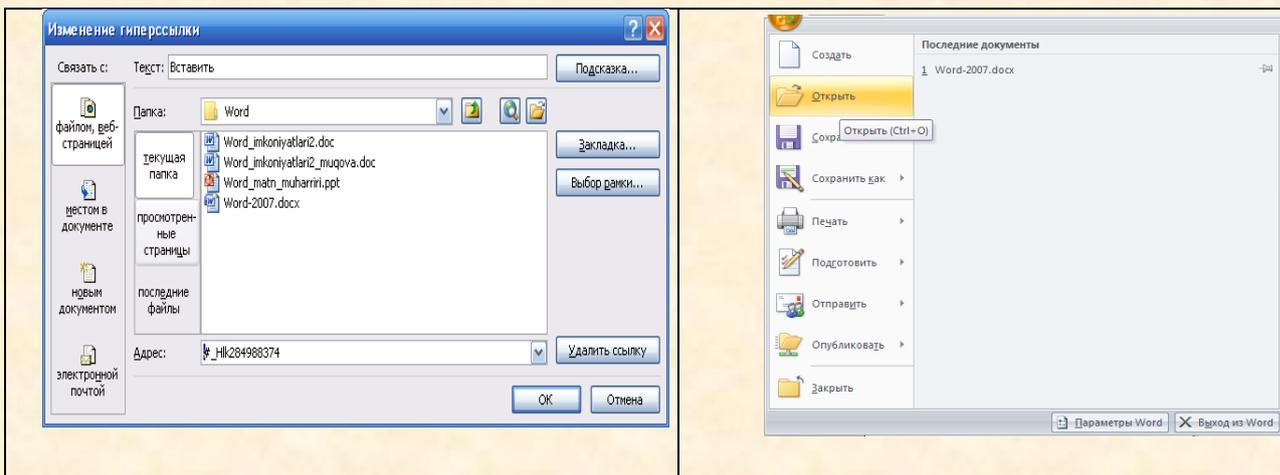 Изменение гиперссылки
Связать с:
Текст: Вставить
Подсказка...
файлом, веб-
страницей
местом в
документе
новым
документом
электронной
почтой
Папка:
Word
текущая
папка
просмотрен-
ные
страницы
последние
файлы
Word_imkoniyatlari2.doc
Word_imkoniyatlari2_muqova.doc
Word_matn_muharriri.ppt
Word-2007.docx
Закладка...
Выбор рамки...
Адрес:
#_Hlk284988374
Удалить ссылку
ОК
Отмена
Создать
Открыть
Открыть (Ctrl+O)
Сохра
Сохранить как
Печать
Подготовить
Отправить
Опубликовать
Закрыть
Последние документы
1 Word-2007.docx
Параметры Word
Выход из Word